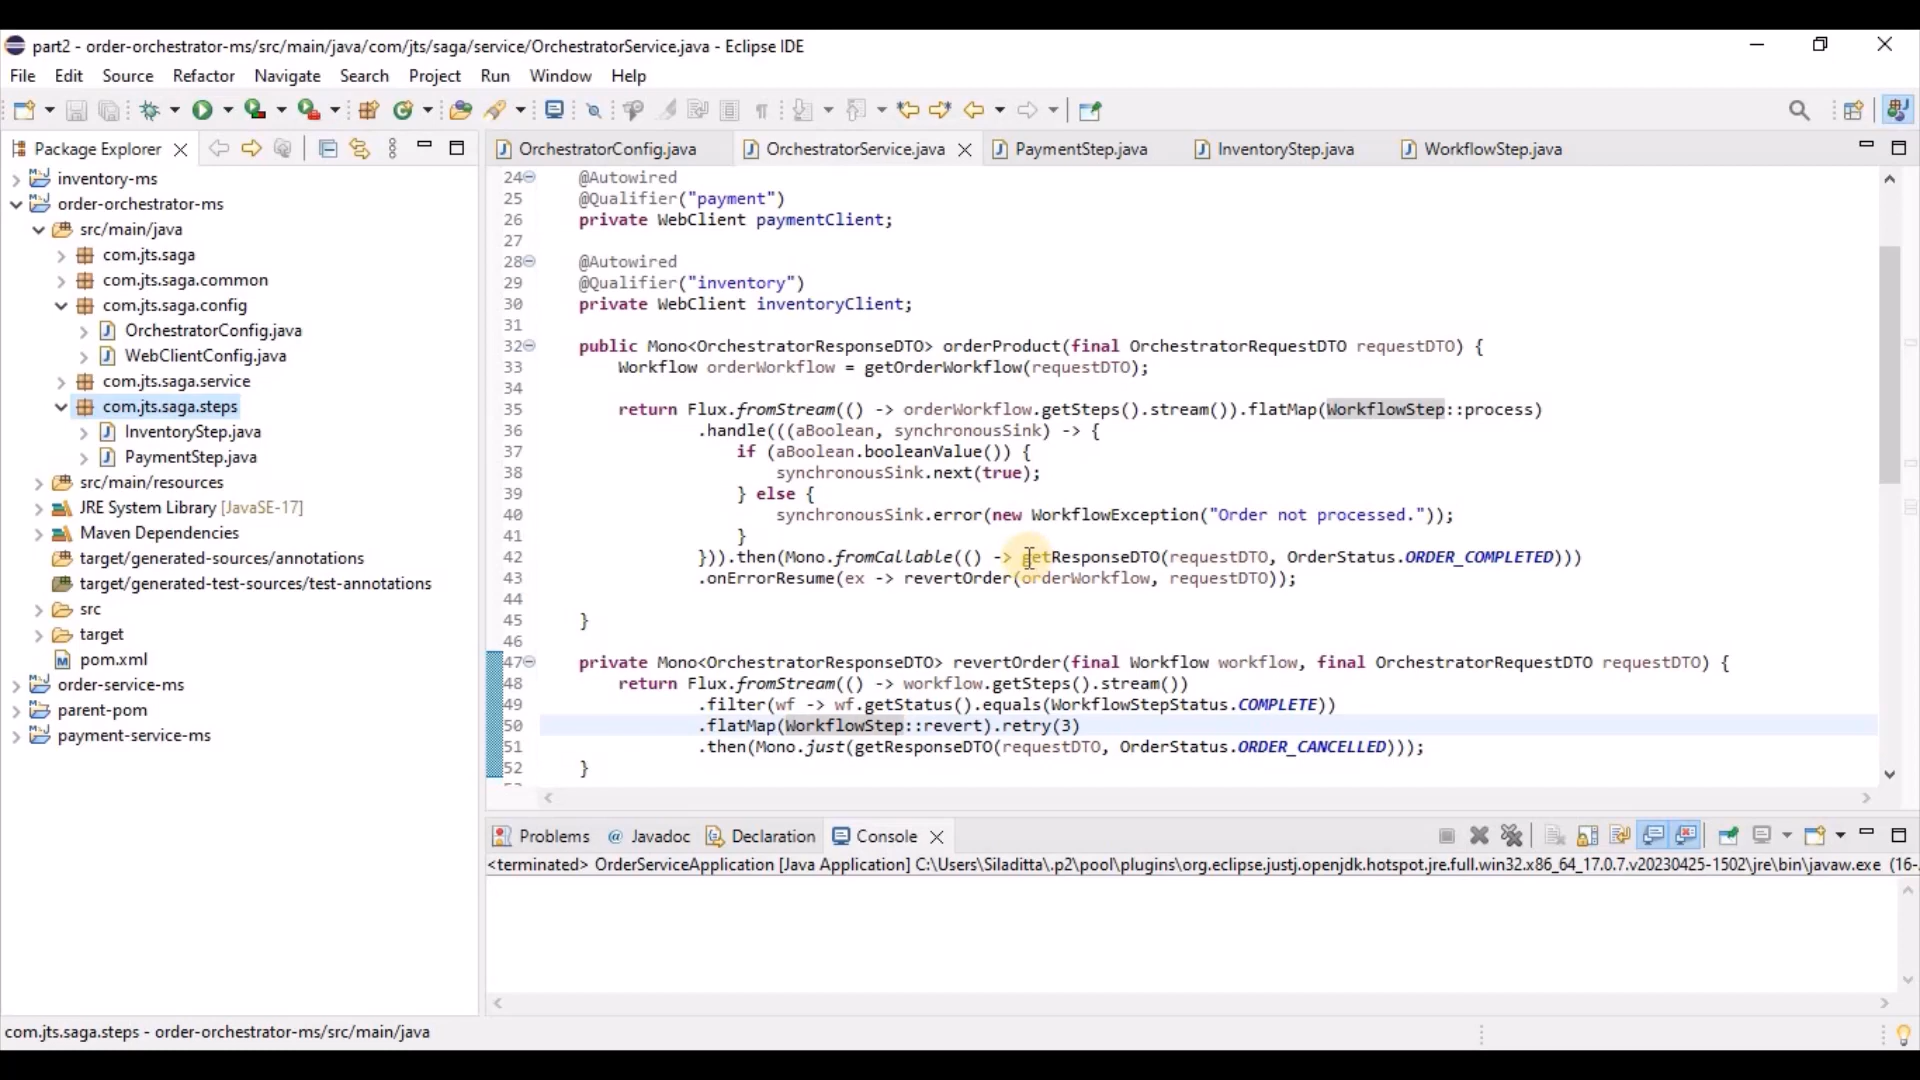 part2 - order-orchestrator-ms/src/main/java/com/jts/saga/service/OrchestratorService.java - Eclipse IDE
File Edit Source Refactor Navigate Search Project Run Window Help
Package Explorer
inventory-ms
order-orchestrator-ms
src/main/java
com.jts.saga
com.jts.saga.common
com.jts.saga.config
OrchestratorConfig.java
WebClientConfig.java
com.jts.saga.service
com.jts.saga.steps
InventoryStep.java
PaymentStep.java
src/main/resources
JRE System Library [JavaSE-17]
Maven Dependencies
target/generated-sources/annotations
target/generated-test-sources/test-annotations
src
target
pom.xml
order-service-ms
parent-pom
payment-service-ms
OrchestratorConfig.java OrchestratorService.java PaymentStep.java InventoryStep.java WorkflowStep.java
24 @Autowired
25 @Qualifier("payment")
26 private WebClient paymentClient;
27
28 @Autowired
29 @Qualifier("inventory")
30 private WebClient inventoryClient;
31
32 public Mono<OrchestratorResponseDTO> orderProduct(final OrchestratorRequestDTO requestDTO) {
33 Workflow orderWorkflow = getOrderWorkflow(requestDTO);
34
35 return Flux.fromStream(() -> orderWorkflow.getSteps().stream()).flatMap(WorkflowStep::process)
36 .handle(((aBoolean, synchronousSink) -> {
37 if (aBoolean.booleanValue()) {
38 synchronousSink.next(true);
39 } else {
40 synchronousSink.error(new WorkflowException("Order not processed."));
41 }
42 })).then(Mono.fromCallable(() -> getResponseDTO(requestDTO, OrderStatus.ORDER_COMPLETED)))
43 .onErrorResume(ex -> revertOrder(orderWorkflow, requestDTO));
44
45 }
46
47 private Mono<OrchestratorResponseDTO> revertOrder(final Workflow workflow, final OrchestratorRequestDTO requestDTO) {
48 return Flux.fromStream(() -> workflow.getSteps().stream())
49 .filter(wf -> wf.getStatus().equals(WorkflowStepStatus.COMPLETE))
50 .flatMap(WorkflowStep::revert).retry(3)
51 .then(Mono.just(getResponseDTO(requestDTO, OrderStatus.ORDER_CANCELLED)));
52 }
Problems @ Javadoc Declaration Console
<terminated> OrderServiceApplication [Java Application] C:\Users\Siladitta\.p2\pool\plugins\org.eclipse.justj.openjdk.hotspot.jre.full.win32.x86_64_17.0.7.v20230425-1502\jre\bin\javaw.exe (16-
com.jts.saga.steps - order-orchestrator-ms/src/main/java